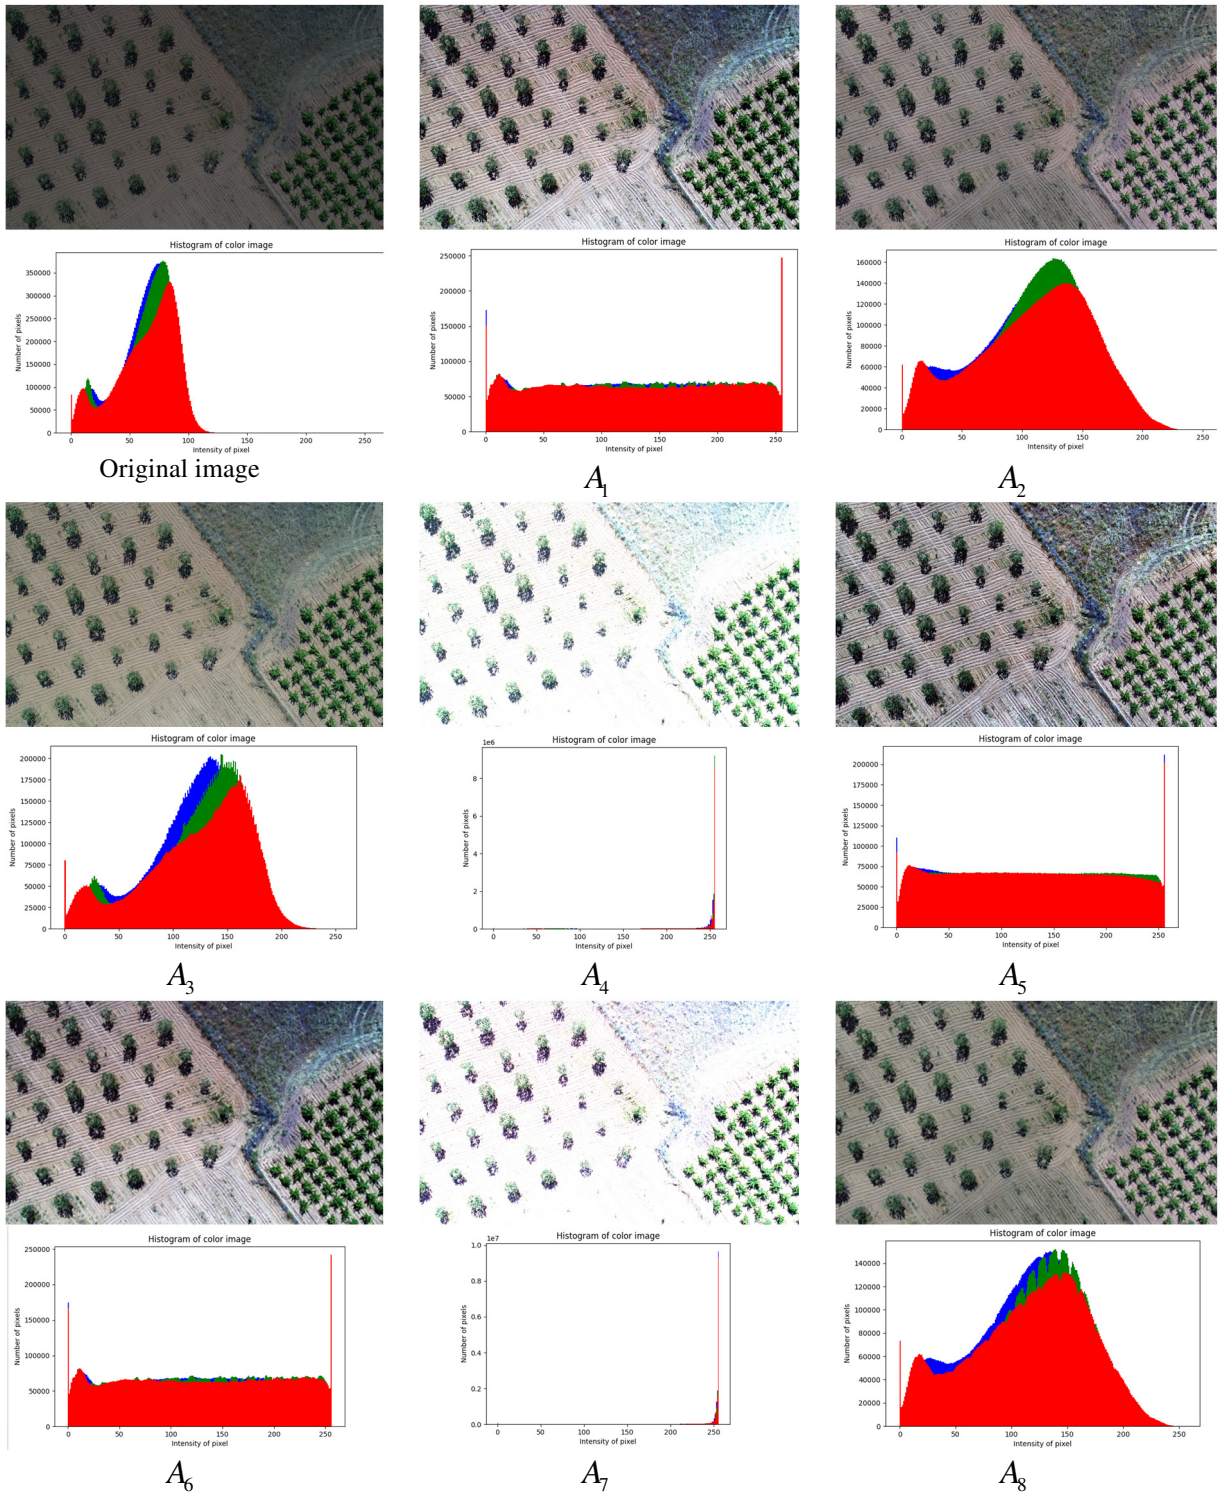 Histogram of color image
Number of pixels
350000
300000
250000
200000
150000
100000
50000
0
0 50 100 150 200 250
Intensity of pixel
Original image
Histogram of color image
Number of pixels
250000
200000
150000
100000
50000
0
0 50 100 150 200 250
Intensity of pixel
A1
Histogram of color image
Number of pixels
160000
140000
120000
100000
80000
60000
40000
20000
0
0 50 100 150 200 250
Intensity of pixel
A2
Histogram of color image
Number of pixels
200000
175000
150000
125000
100000
75000
50000
25000
0
0 50 100 150 200 250
Intensity of pixel
A3
Histogram of color image
1e6
Number of pixels
8
6
4
2
0
0 50 100 150 200 250
Intensity of pixel
A4
Histogram of color image
Number of pixels
200000
175000
150000
125000
100000
75000
50000
25000
0
0 50 100 150 200 250
Intensity of pixel
A5
Histogram of color image
Number of pixels
250000
200000
150000
100000
50000
0
0 50 100 150 200 250
Intensity of pixel
A6
Histogram of color image
1e7
Number of pixels
1.0
0.8
0.6
0.4
0.2
0.0
0 50 100 150 200 250
Intensity of pixel
A7
Histogram of color image
Number of pixels
140000
120000
100000
80000
60000
40000
20000
0
0 50 100 150 200 250
Intensity of pixel
A8